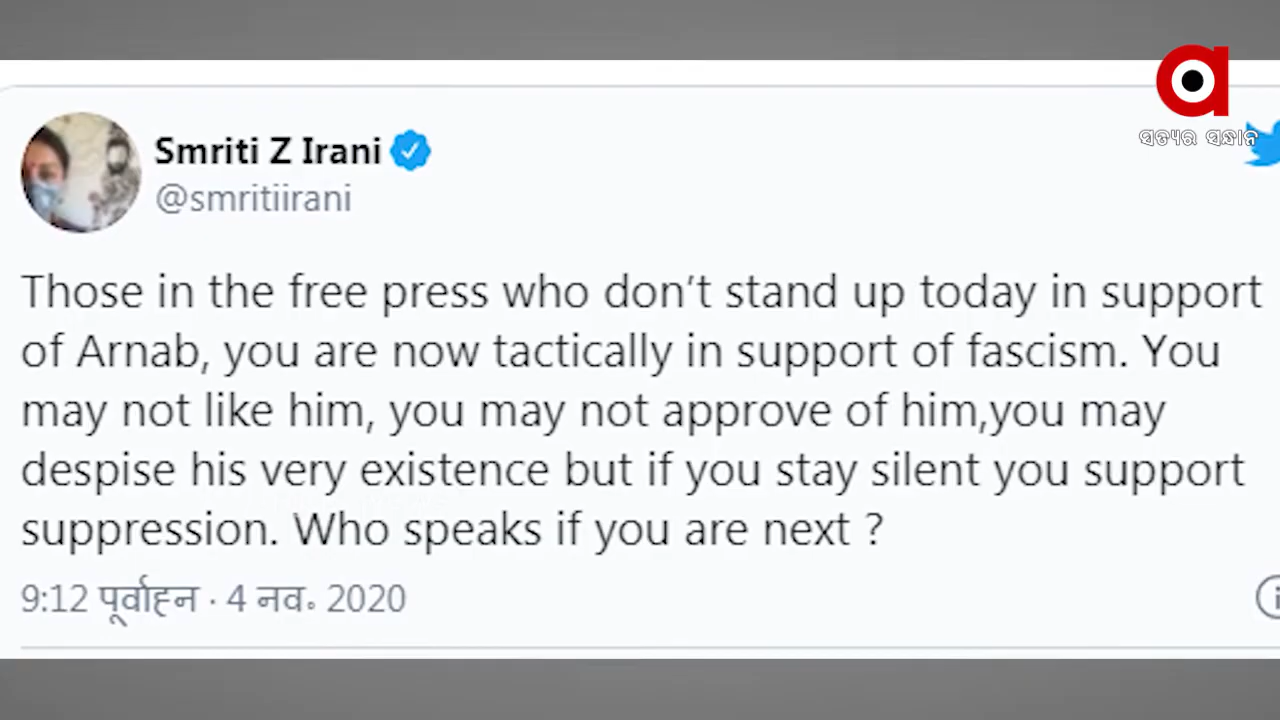 ସତ୍ୟର ସନ୍ଧାନ
Smriti Z Irani
@smritiirani
Those in the free press who don’t stand up today in support
of Arnab, you are now tactically in support of fascism. You
may not like him, you may not approve of him,you may
despise his very existence but if you stay silent you support
suppression. Who speaks if you are next ?
9:12 पूर्वाह्न · 4 नव॰ 2020